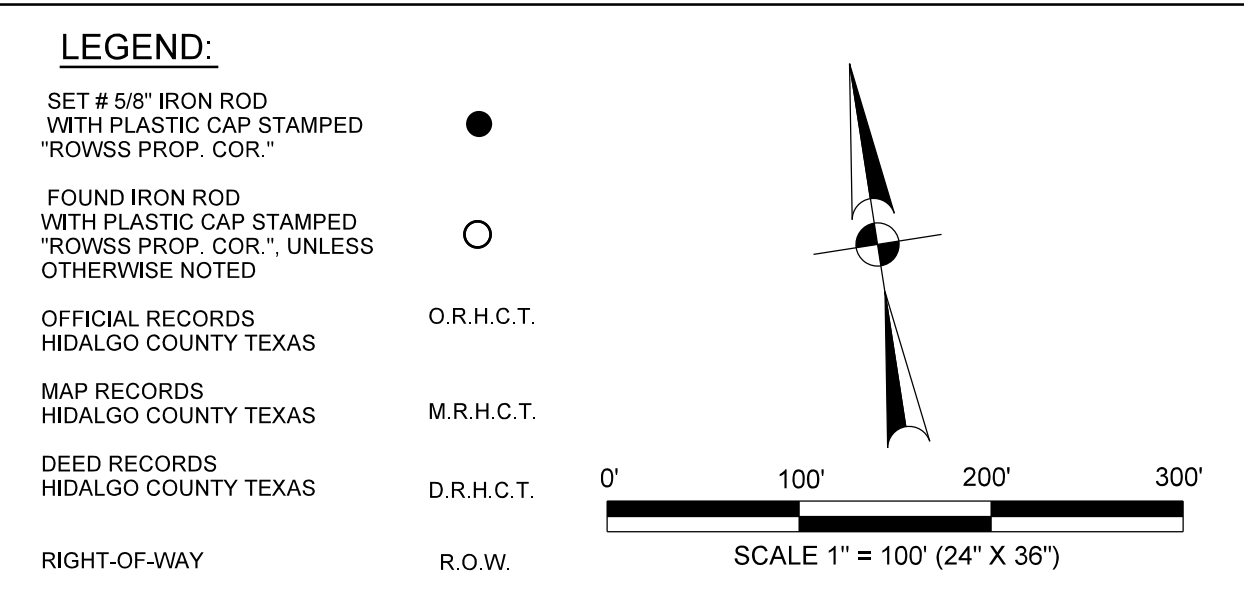 LEGEND:
SET # 5/8" IRON ROD
WITH PLASTIC CAP STAMPED
"ROWSS PROP. COR."
FOUND IRON ROD
WITH PLASTIC CAP STAMPED
"ROWSS PROP. COR.", UNLESS
OTHERWISE NOTED
OFFICIAL RECORDS O.R.H.C.T.
HIDALGO COUNTY TEXAS
MAP RECORDS
HIDALGO COUNTY TEXAS M.R.H.C.T.
DEED RECORDS
HIDALGO COUNTY TEXAS D.R.H.C.T.
RIGHT-OF-WAY R.O.W.
0' 100' 200' 300'
SCALE 1" = 100' (24" X 36")